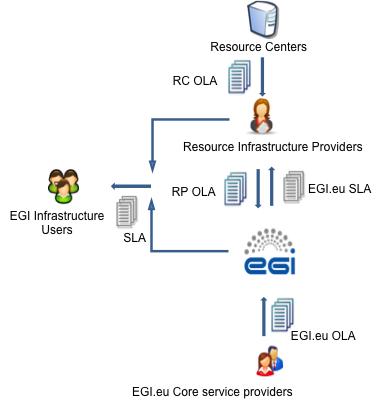 Resource Centers
RC OLA
Resource Infrastructure Providers
RP OLA
EGI.eu SLA
EGI Infrastructure
Users
SLA
egi
EGI.eu OLA
EGI.eu Core service providers